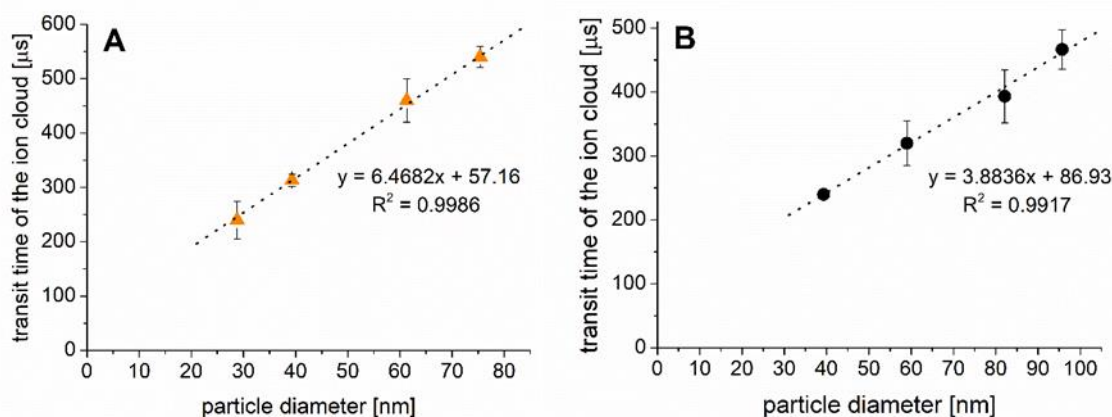 A
transit time of the ion cloud [µs]
600
500
400
300
200
100
0
y = 6.4682x + 57.16
R² = 0.9986
0 10 20 30 40 50 60 70 80
particle diameter [nm]
B
transit time of the ion cloud [µs]
500
400
300
200
100
0
y = 3.8836x + 86.93
R² = 0.9917
0 10 20 30 40 50 60 70 80 90 100
particle diameter [nm]